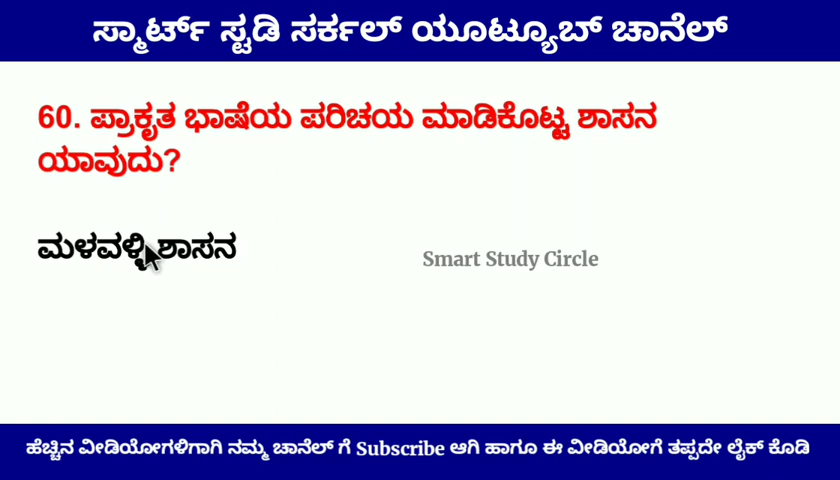 ಸ್ಮಾರ್ಟ್ ಸ್ಟಡಿ ಸರ್ಕಲ್ ಯೂಟ್ಯೂಬ್ ಚಾನೆಲ್
60. ಪ್ರಾಕೃತ ಭಾಷೆಯ ಪರಿಚಯ ಮಾಡಿಕೊಟ್ಟ ಶಾಸನ
ಯಾವುದು?
ಮಳವಳ್ಳಿ ಶಾಸನ
Smart Study Circle
ಹೆಚ್ಚಿನ ವೀಡಿಯೋಗಳಿಗಾಗಿ ನಮ್ಮ ಚಾನೆಲ್ ಗೆ Subscribe ಆಗಿ ಹಾಗೂ ಈ ವೀಡಿಯೋಗೆ ತಪ್ಪದೇ ಲೈಕ್ ಕೊಡಿ